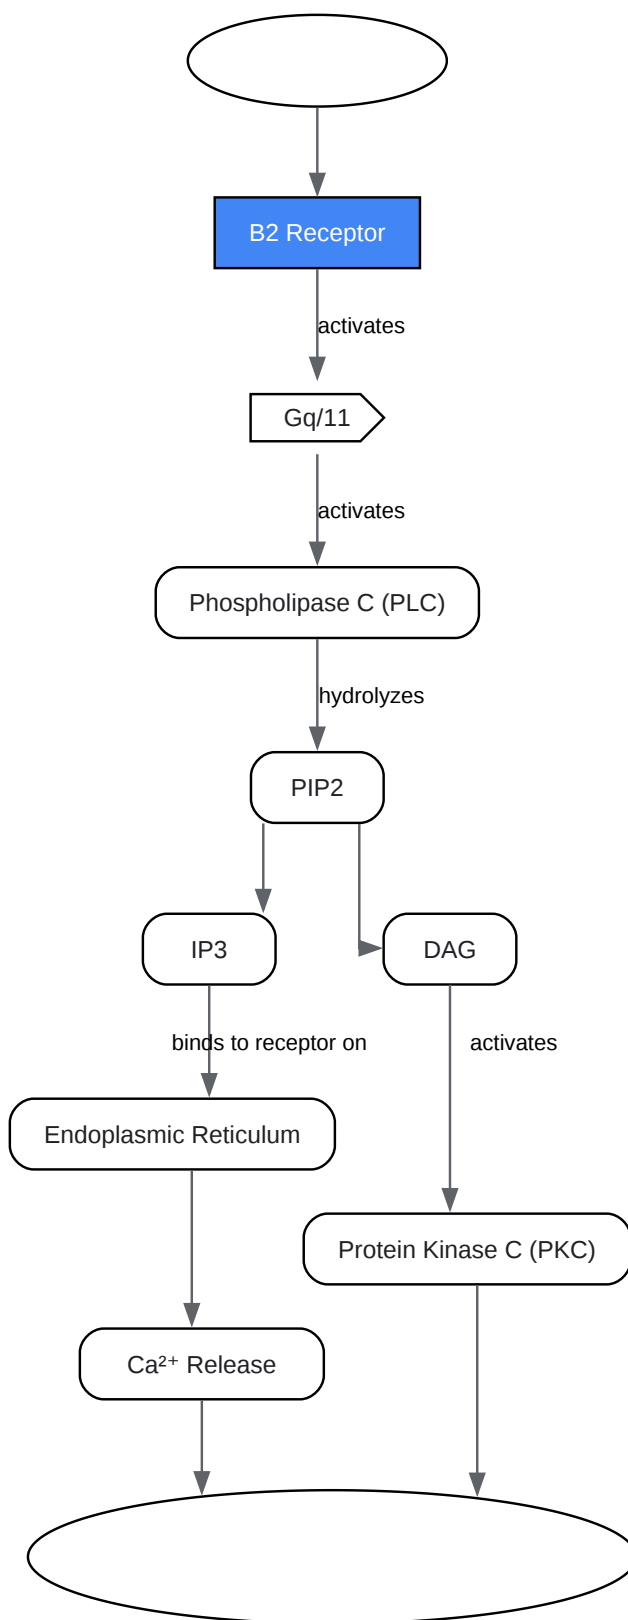 B2 Receptor
activates
Gq/11
activates
Phospholipase C (PLC)
hydrolyzes
PIP2
IP3
DAG
binds to receptor on
activates
Endoplasmic Reticulum
Protein Kinase C (PKC)
Ca²⁺ Release